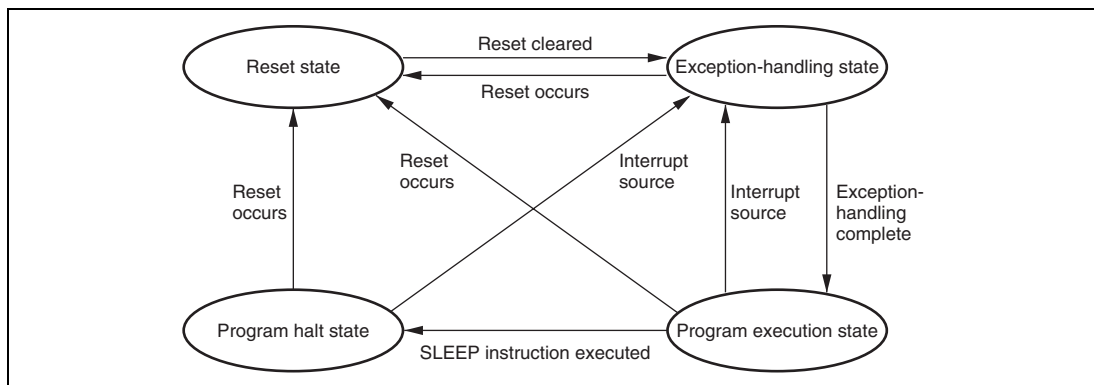 Reset cleared
Reset state
Exception-handling state
Reset occurs
Reset
occurs
Interrupt
source
Reset
occurs
Interrupt
source
Exception-
handling
complete
Program halt state
Program execution state
SLEEP instruction executed